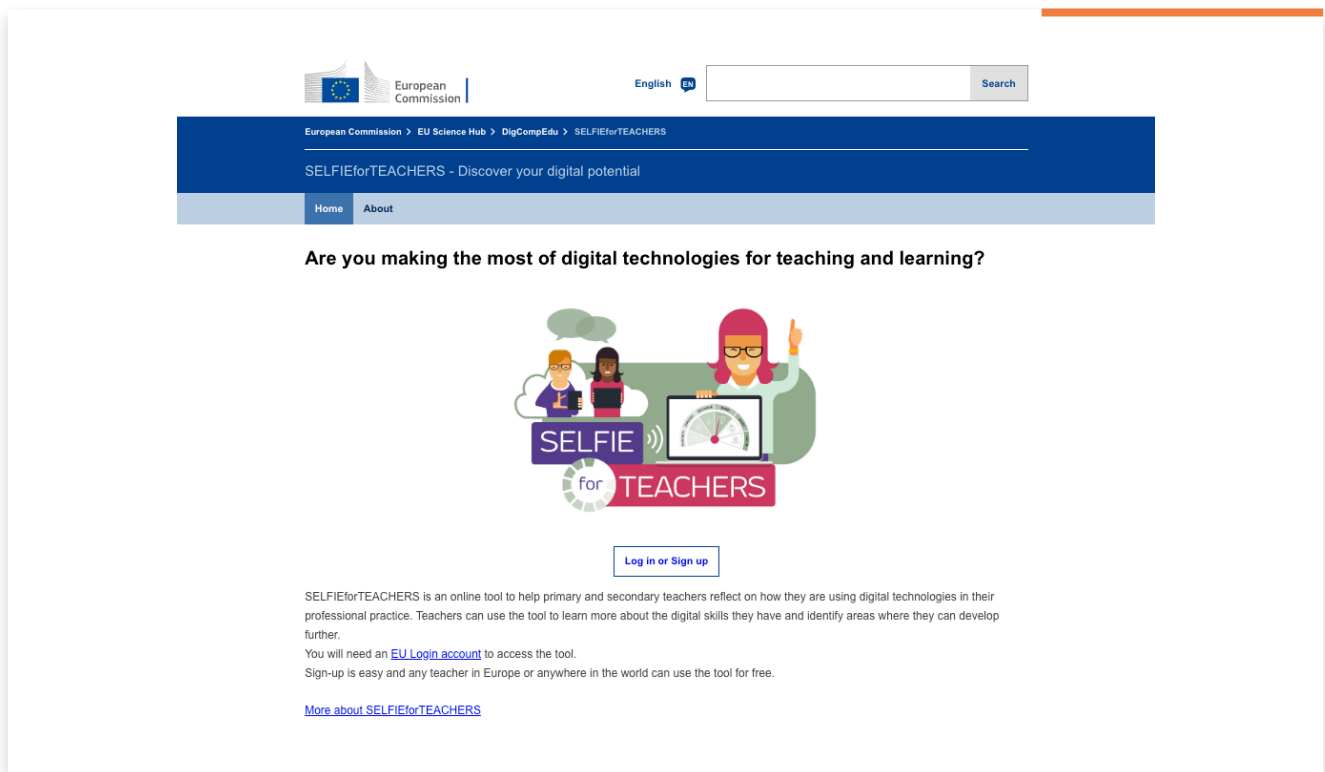 European
Commission
English EN
Search
European Commission > EU Science Hub > DigCompEdu > SELFIEforTEACHERS
SELFIEforTEACHERS - Discover your digital potential
Home About
Are you making the most of digital technologies for teaching and learning?
SELFIE
for TEACHERS
Log in or Sign up
SELFIEforTEACHERS is an online tool to help primary and secondary teachers reflect on how they are using digital technologies in their
professional practice. Teachers can use the tool to learn more about the digital skills they have and identify areas where they can develop
further.
You will need an EU Login account to access the tool.
Sign-up is easy and any teacher in Europe or anywhere in the world can use the tool for free.
More about SELFIEforTEACHERS